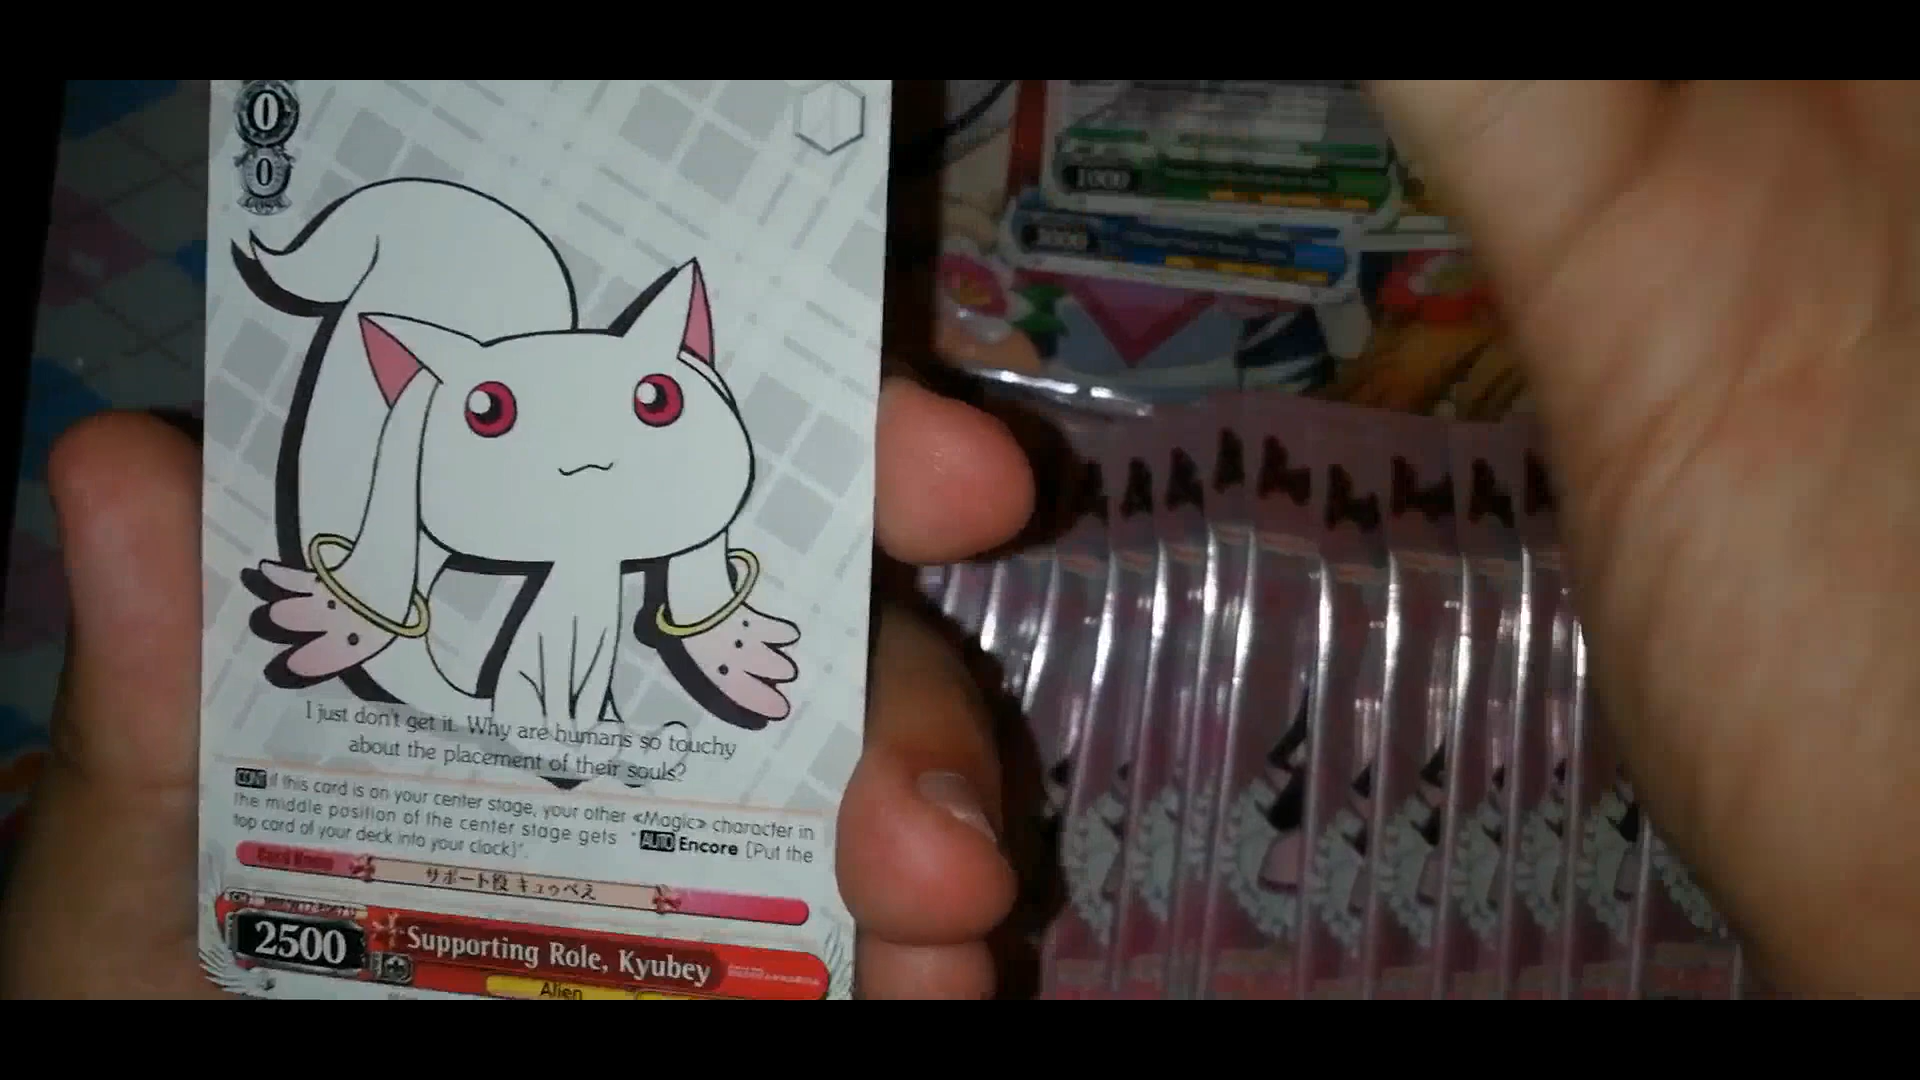 0
0
I just don't get it. Why are humans so touchy
about the placement of their souls?
CONT If this card is on your center stage, your other «Magic» character in
the middle position of the center stage gets "AUTO Encore [Put the
top card of your deck into your clock]".
Card Name
サポート役 キュゥべえ
2500
Supporting Role, Kyubey
Alien
1000
3000